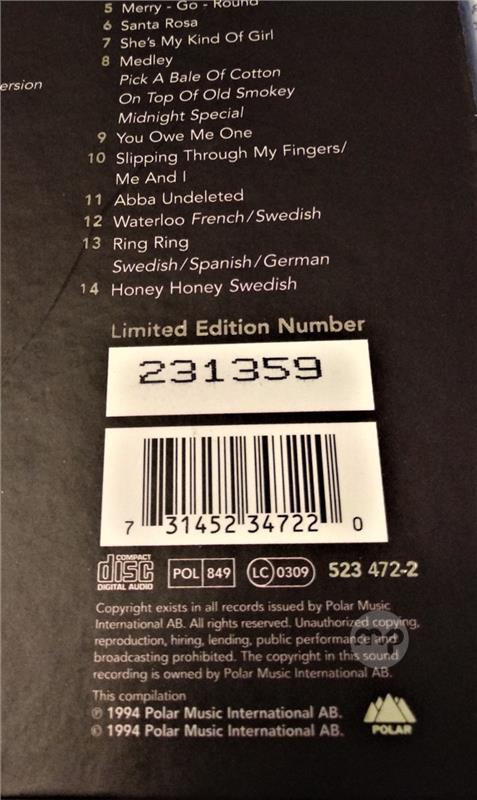 5 Merry - Go - Round
6 Santa Rosa
7 She's My Kind Of Girl
8 Medley
ersion
Pick A Bale Of Cotton
On Top Of Old Smokey
Midnight Special
9 You Owe Me One
10 Slipping Through My Fingers/
Me And I
11 Abba Undeleted
12 Waterloo French/Swedish
13 Ring Ring
Swedish/Spanish/German
14 Honey Honey Swedish
Limited Edition Number
231359
7 31452 34722 0
COMPACT
disc
DIGITAL AUDIO
POL 849
LC 0309
523 472-2
Copyright exists in all records issued by Polar Music
International AB. All rights reserved. Unauthorized copying,
reproduction, hiring, lending, public performance and
broadcasting prohibited. The copyright in this sound
recording is owned by Polar Music International AB.
This compilation
℗ 1994 Polar Music International AB.
© 1994 Polar Music International AB.
POLAR